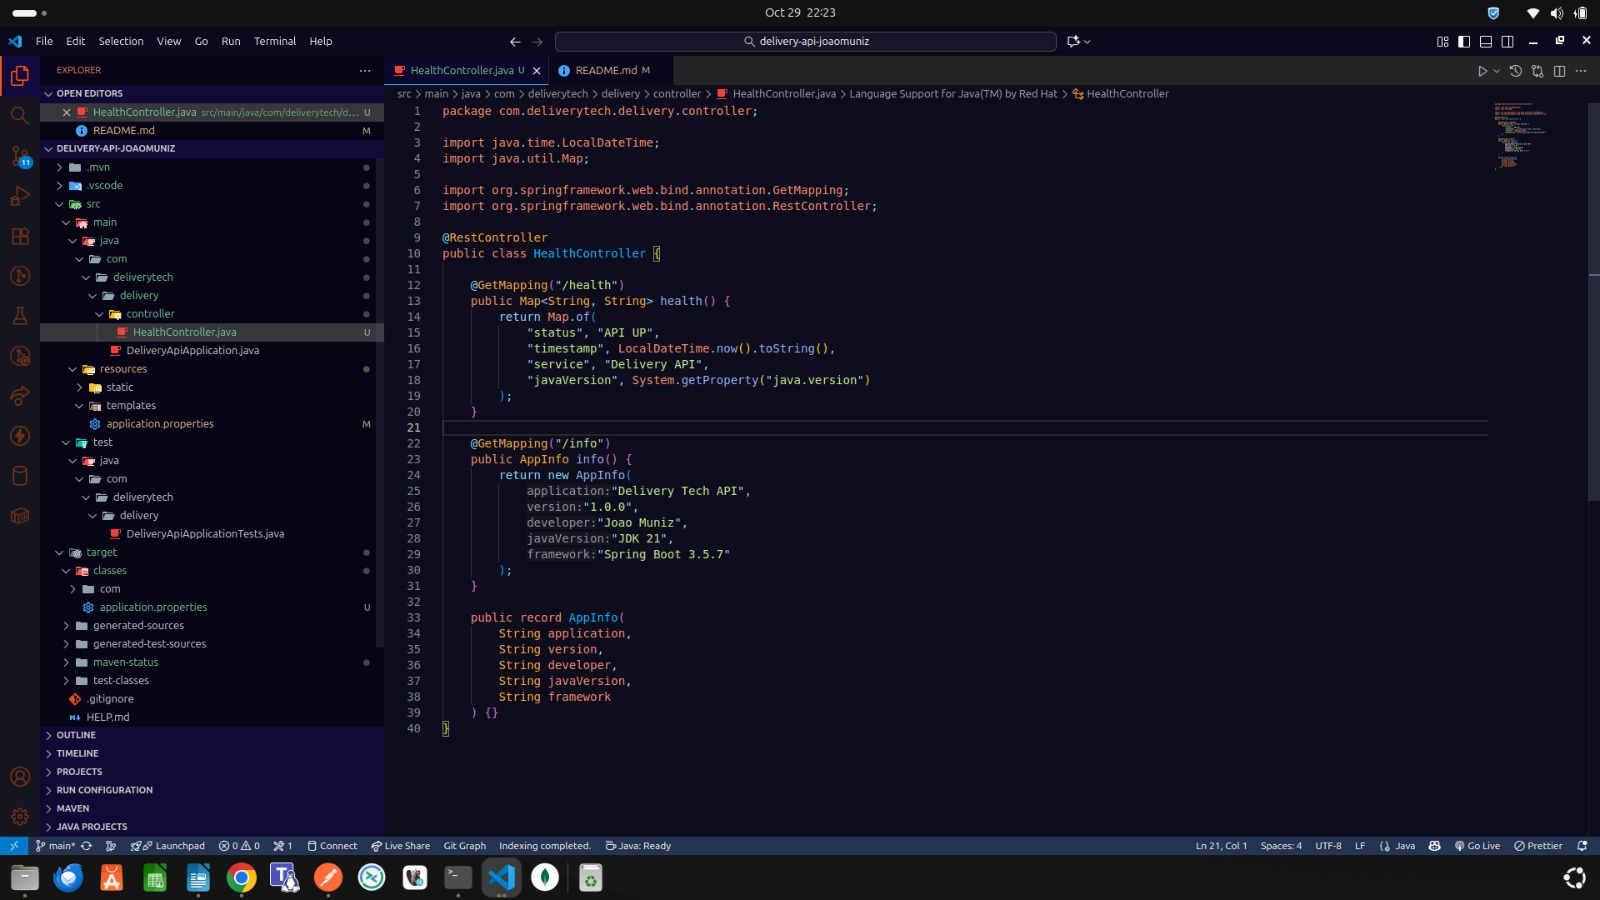 Oct 29 22:23
File Edit Selection View Go Run Terminal Help
delivery-api-joaomuniz
EXPLORER
OPEN EDITORS
HealthController.java src/main/java/com/deliverytech/d... U
README.md M
DELIVERY-API-JOAOMUNIZ
.mvn
.vscode
src
main
java
com
deliverytech
delivery
controller
HealthController.java U
DeliveryApiApplication.java
resources
static
templates
application.properties M
test
java
com
deliverytech
delivery
DeliveryApiApplicationTests.java
target
classes
com
application.properties U
generated-sources
generated-test-sources
maven-status
test-classes
.gitignore
HELP.md
OUTLINE
TIMELINE
PROJECTS
RUN CONFIGURATION
MAVEN
JAVA PROJECTS
11
HealthController.java U
README.md M
src > main > java > com > deliverytech > delivery > controller > HealthController.java > Language Support for Java(TM) by Red Hat > HealthController
1 package com.deliverytech.delivery.controller;
2
3 import java.time.LocalDateTime;
4 import java.util.Map;
5
6 import org.springframework.web.bind.annotation.GetMapping;
7 import org.springframework.web.bind.annotation.RestController;
8
9 @RestController
10 public class HealthController {
11
12 @GetMapping("/health")
13 public Map<String, String> health() {
14 return Map.of(
15 "status", "API UP",
16 "timestamp", LocalDateTime.now().toString(),
17 "service", "Delivery API",
18 "javaVersion", System.getProperty("java.version")
19 );
20 }
21
22 @GetMapping("/info")
23 public AppInfo info() {
24 return new AppInfo(
25 application:"Delivery Tech API",
26 version:"1.0.0",
27 developer:"Joao Muniz",
28 javaVersion:"JDK 21",
29 framework:"Spring Boot 3.5.7"
30 );
31 }
32
33 public record AppInfo(
34 String application,
35 String version,
36 String developer,
37 String javaVersion,
38 String framework
39 ) {}
40 }
main* Launchpad 0 0 1 Connect Live Share Git Graph Indexing completed. Java: Ready
Ln 21, Col 1 Spaces: 4 UTF-8 LF {} Java Go Live Prettier